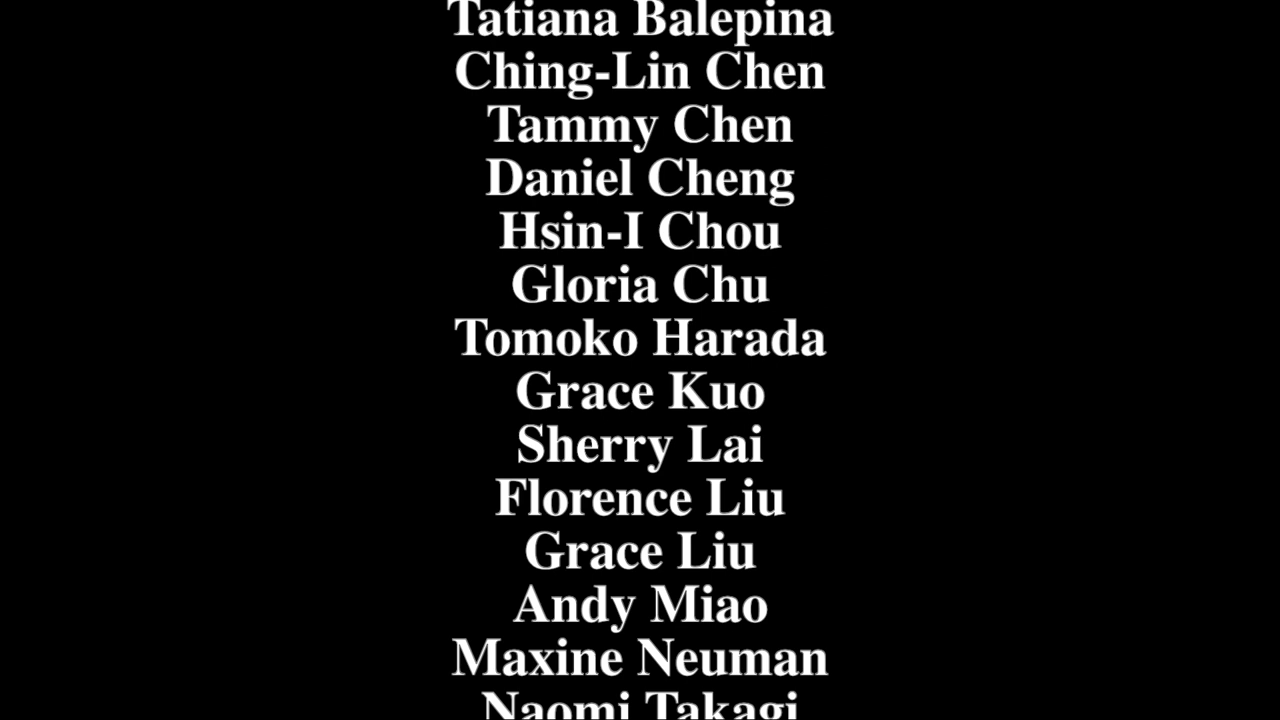 Tatiana Balepina
Ching-Lin Chen
Tammy Chen
Daniel Cheng
Hsin-I Chou
Gloria Chu
Tomoko Harada
Grace Kuo
Sherry Lai
Florence Liu
Grace Liu
Andy Miao
Maxine Neuman
Naomi Takagi